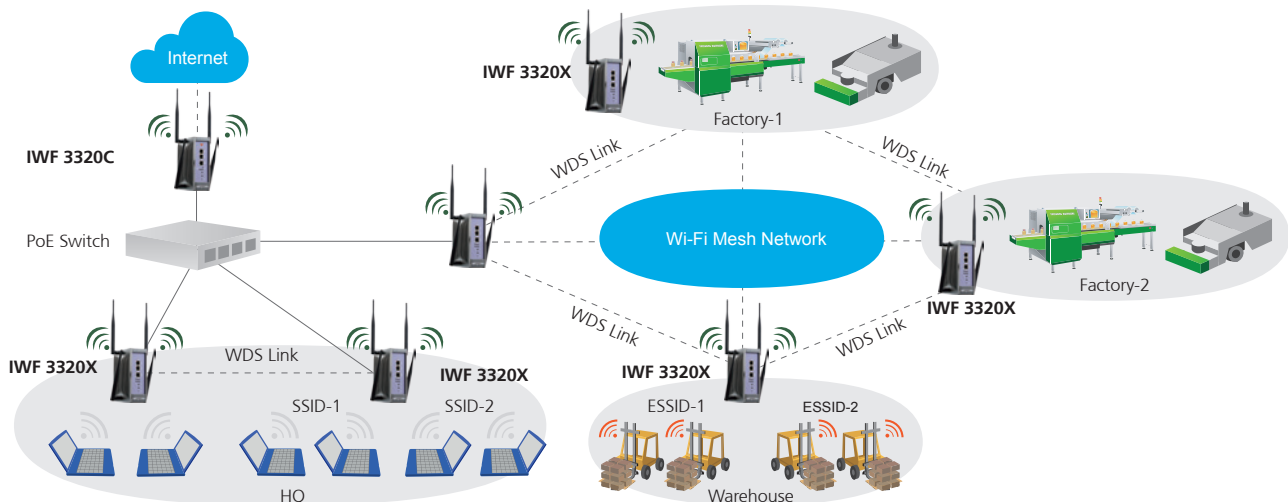 Internet
IWF 3320C
PoE Switch
IWF 3320X
Factory-1
WDS Link
WDS Link
Wi-Fi Mesh Network
Factory-2
IWF 3320X
WDS Link
WDS Link
IWF 3320X
WDS Link
IWF 3320X
IWF 3320X
SSID-1
SSID-2
ESSID-1
ESSID-2
HQ
Warehouse